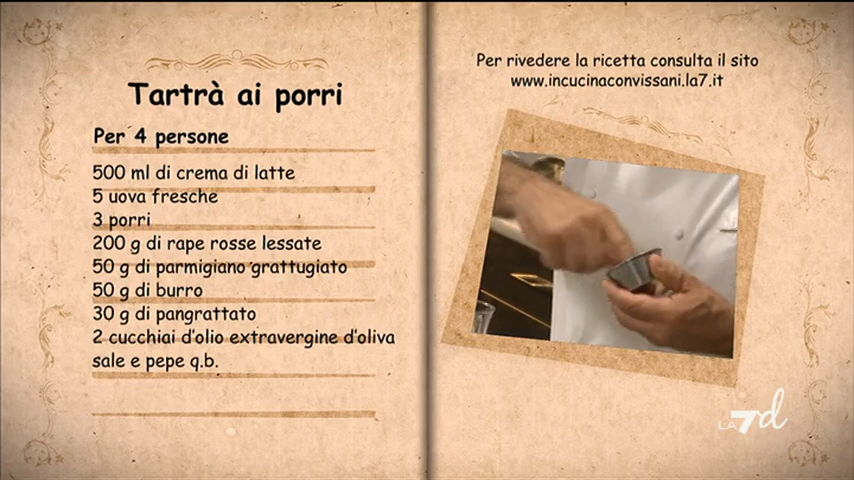 Tartrà ai porri
Per 4 persone
500 ml di crema di latte
5 uova fresche
3 porri
200 g di rape rosse lessate
50 g di parmigiano grattugiato
50 g di burro
30 g di pangrattato
2 cucchiai d'olio extravergine d'oliva
sale e pepe q.b.
Per rivedere la ricetta consulta il sito
www.incucinaconvissani.la7.it
LA7d